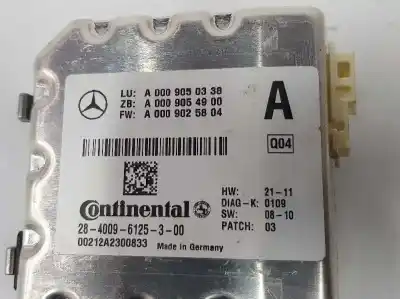 LU: A 000 905 03 38
ZB: A 000 905 49 00
FW: A 000 902 58 04
A
Q04
HW: 21-11
DIAG-K: 0109
SW: 08-10
PATCH: 03
Continental
28-4009-6125-3-00
00212A2300833 Made in Germany